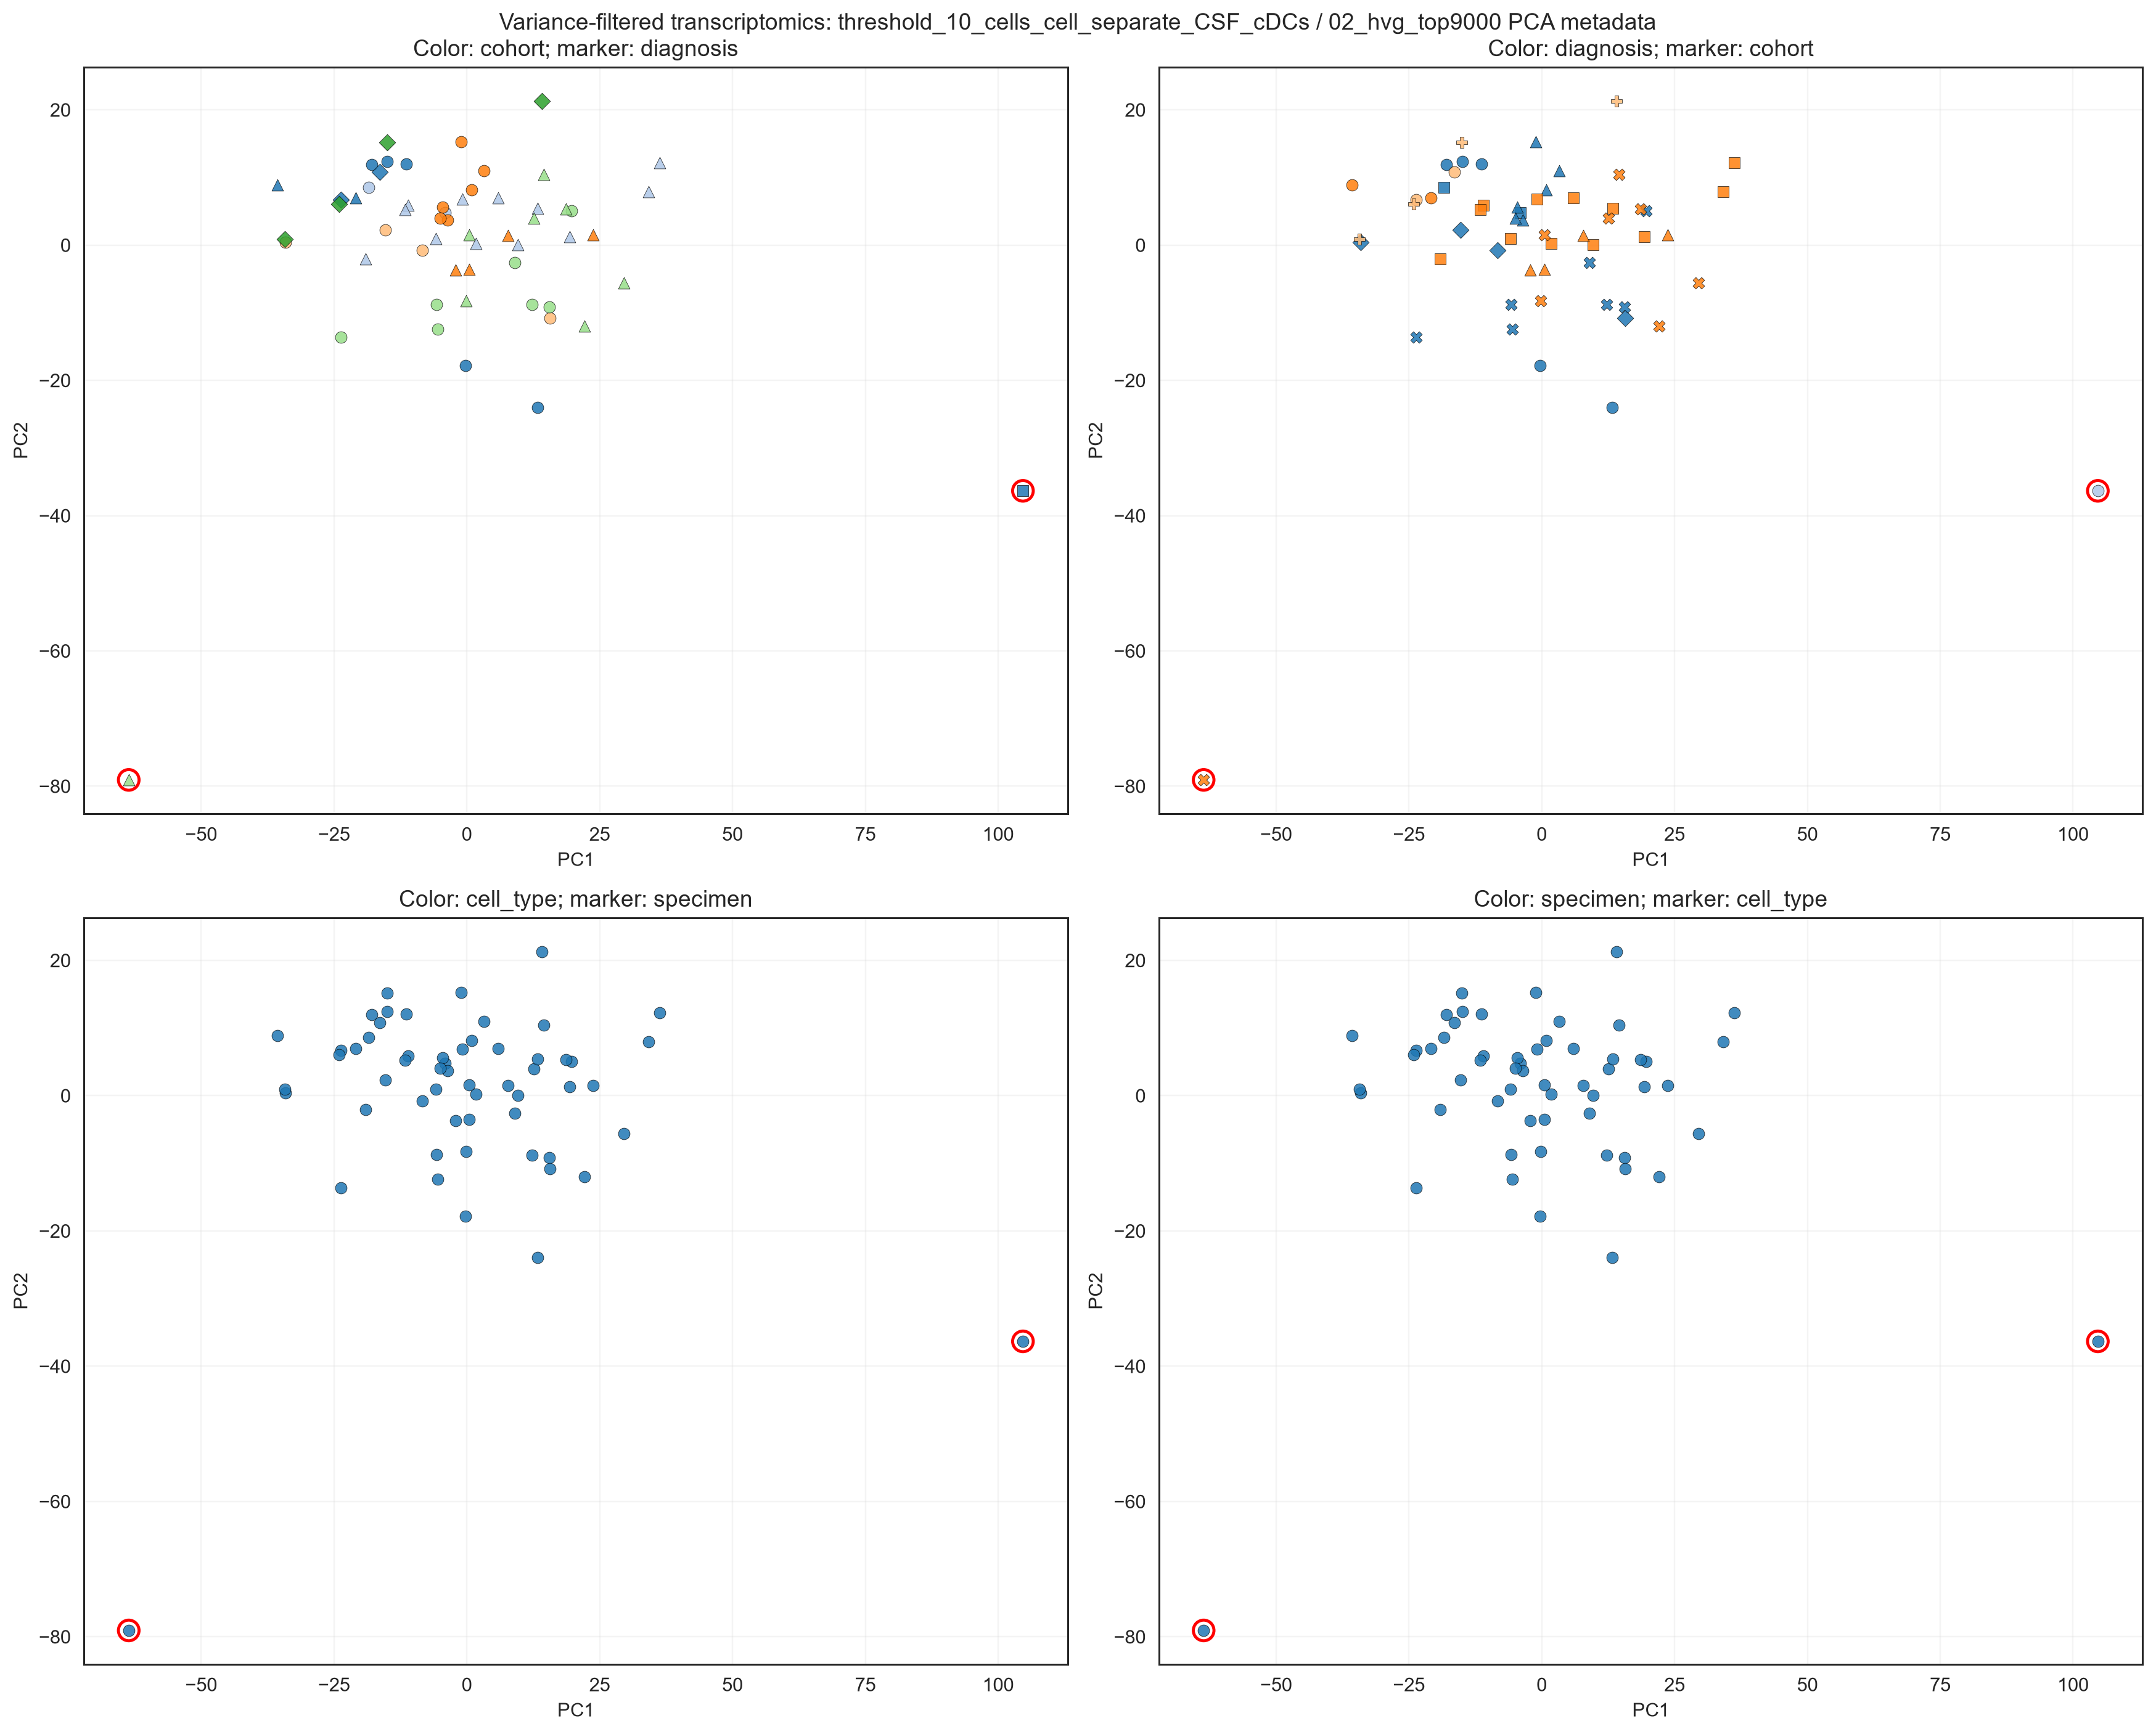 Variance-filtered transcriptomics: threshold_10_cells_cell_separate_CSF_cDCs / 02_hvg_top9000 PCA metadata
Color: cohort; marker: diagnosis
20
0
−20
−40
−60
−80
PC2
−50 −25 0 25 50 75 100
PC1
Color: diagnosis; marker: cohort
20
0
−20
−40
−60
−80
PC2
−50 −25 0 25 50 75 100
PC1
Color: cell_type; marker: specimen
20
0
−20
−40
−60
−80
PC2
−50 −25 0 25 50 75 100
PC1
Color: specimen; marker: cell_type
20
0
−20
−40
−60
−80
PC2
−50 −25 0 25 50 75 100
PC1